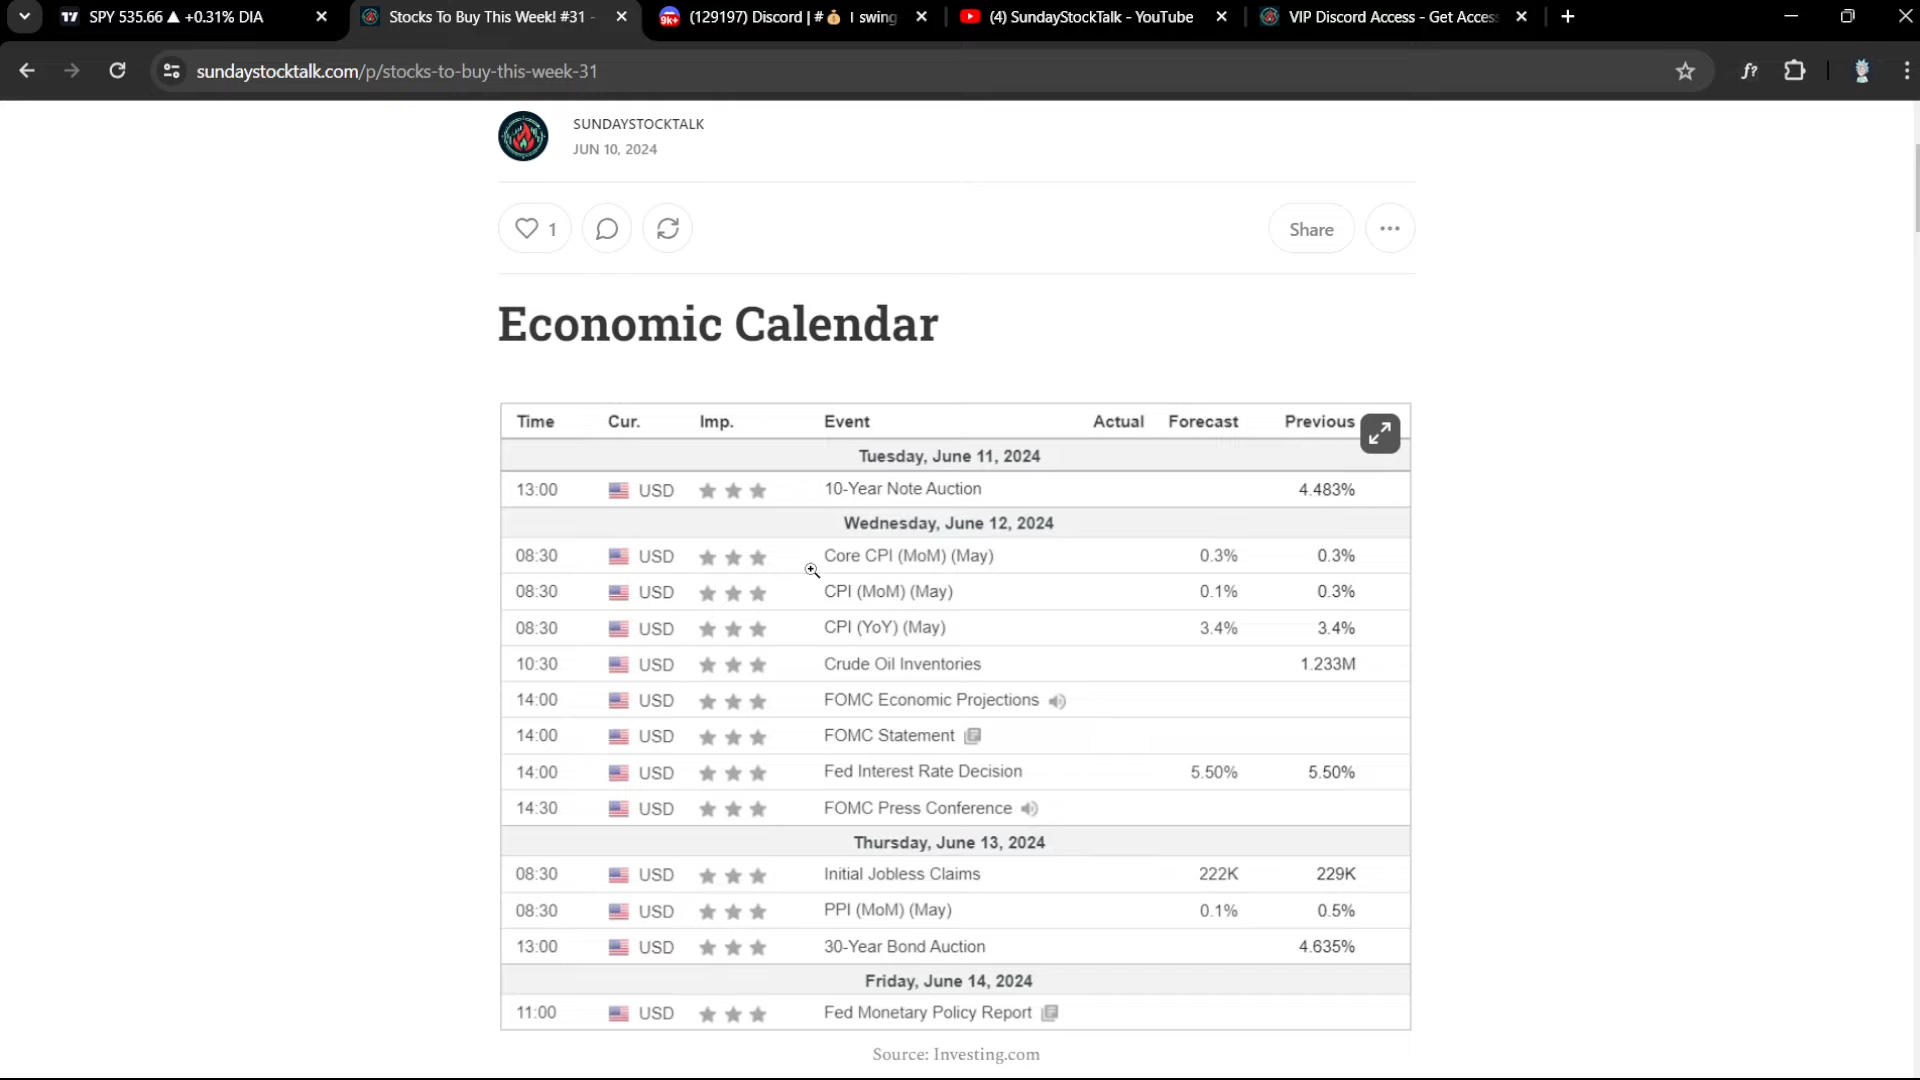 SPY 535.66 ▲ +0.31% DIA
Stocks To Buy This Week! #31 -
9k+ (129197) Discord | #💰 I swing
(4) SundayStockTalk - YouTube
VIP Discord Access - Get Access
sundaystocktalk.com/p/stocks-to-buy-this-week-31
f?
SUNDAYSTOCKTALK
JUN 10, 2024
1
Share
Economic Calendar
Time Cur. Imp. Event Actual Forecast Previous
Tuesday, June 11, 2024
13:00 USD 10-Year Note Auction 4.483%
Wednesday, June 12, 2024
08:30 USD Core CPI (MoM) (May) 0.3% 0.3%
08:30 USD CPI (MoM) (May) 0.1% 0.3%
08:30 USD CPI (YoY) (May) 3.4% 3.4%
10:30 USD Crude Oil Inventories 1.233M
14:00 USD FOMC Economic Projections
14:00 USD FOMC Statement
14:00 USD Fed Interest Rate Decision 5.50% 5.50%
14:30 USD FOMC Press Conference
Thursday, June 13, 2024
08:30 USD Initial Jobless Claims 222K 229K
08:30 USD PPI (MoM) (May) 0.1% 0.5%
13:00 USD 30-Year Bond Auction 4.635%
Friday, June 14, 2024
11:00 USD Fed Monetary Policy Report
Source: Investing.com